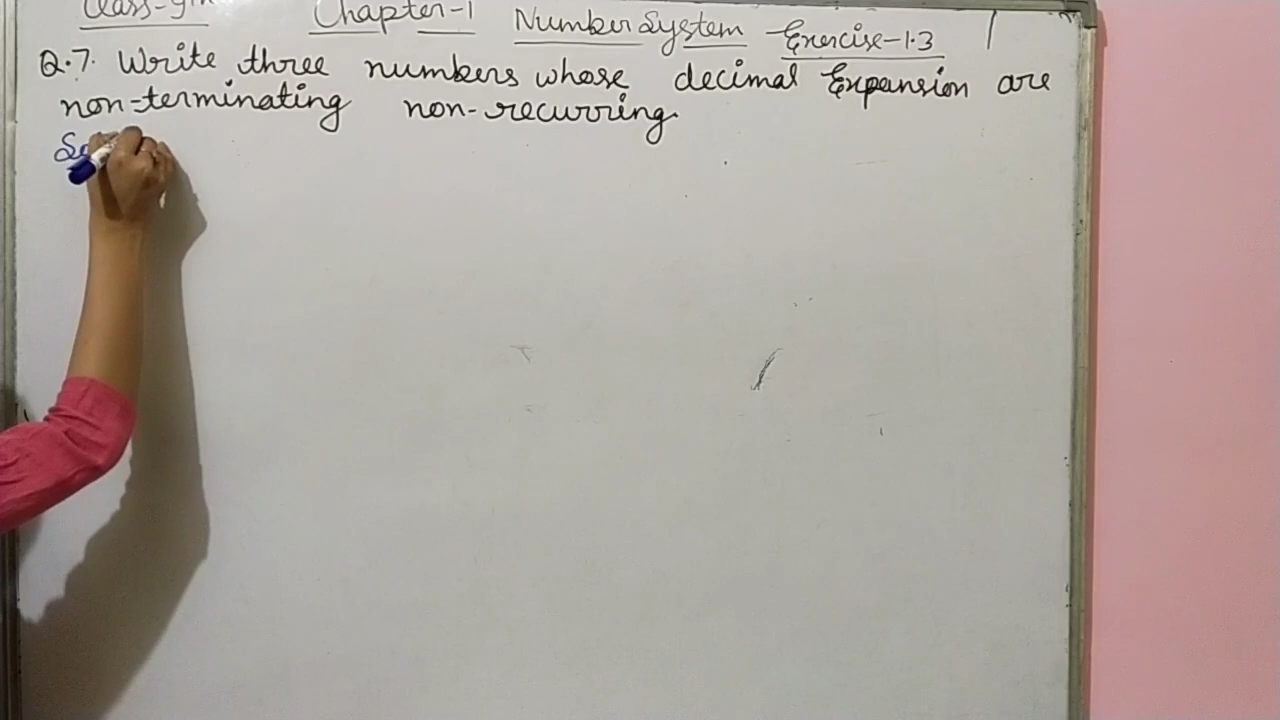 Class-9th Chapter-1 Number System Exercise-1.3
Q.7. Write three numbers whose decimal Expansion are
non-terminating non-recurring.